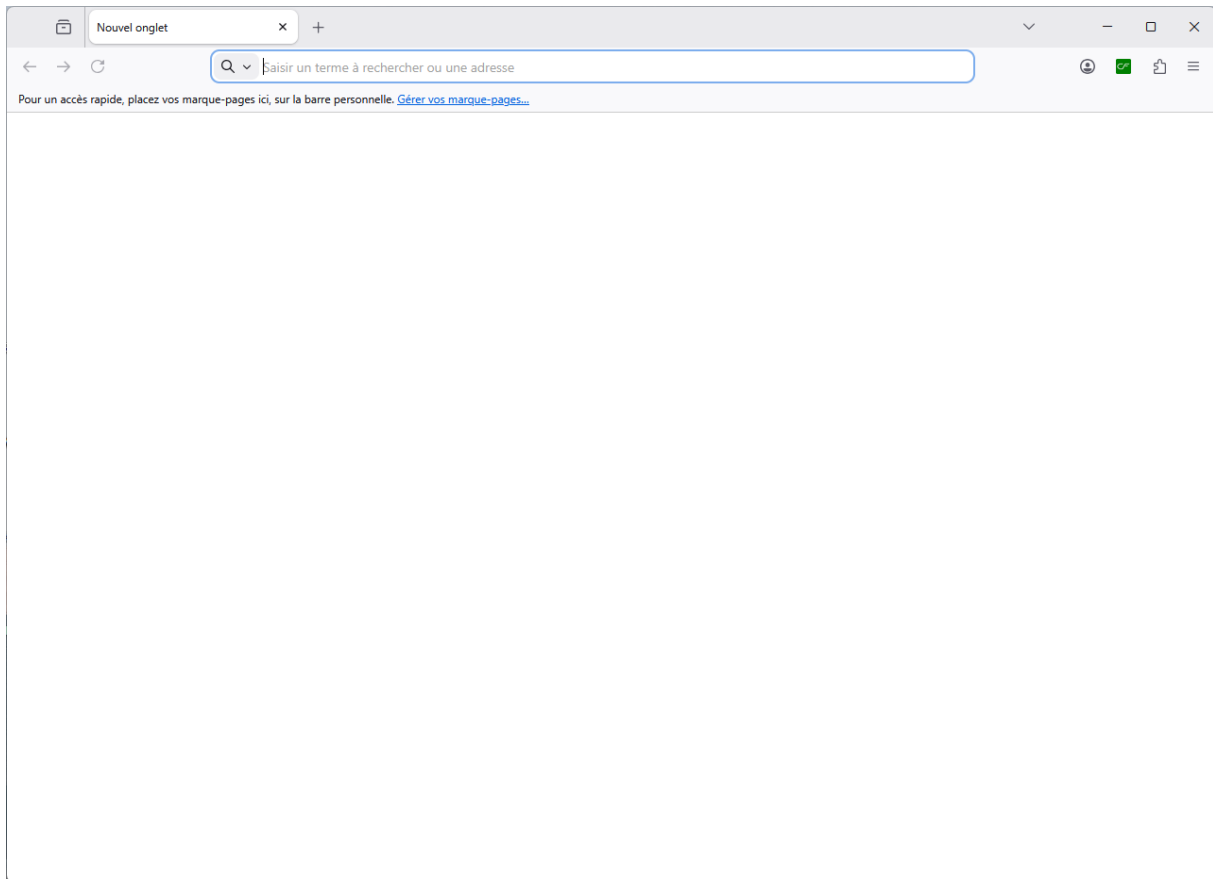 Nouvel onglet
Saisir un terme à rechercher ou une adresse
Pour un accès rapide, placez vos marque-pages ici, sur la barre personnelle. Gérer vos marque-pages...